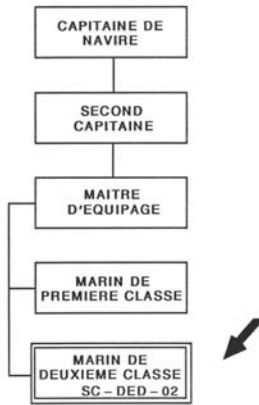 CAPITAINE DE
NAVIRE
SECOND
CAPITAINE
MAITRE
D'EQUIPAGE
MARIN DE
PREMIERE CLASSE
MARIN DE
DEUXIEME CLASSE
SC – DED – 02